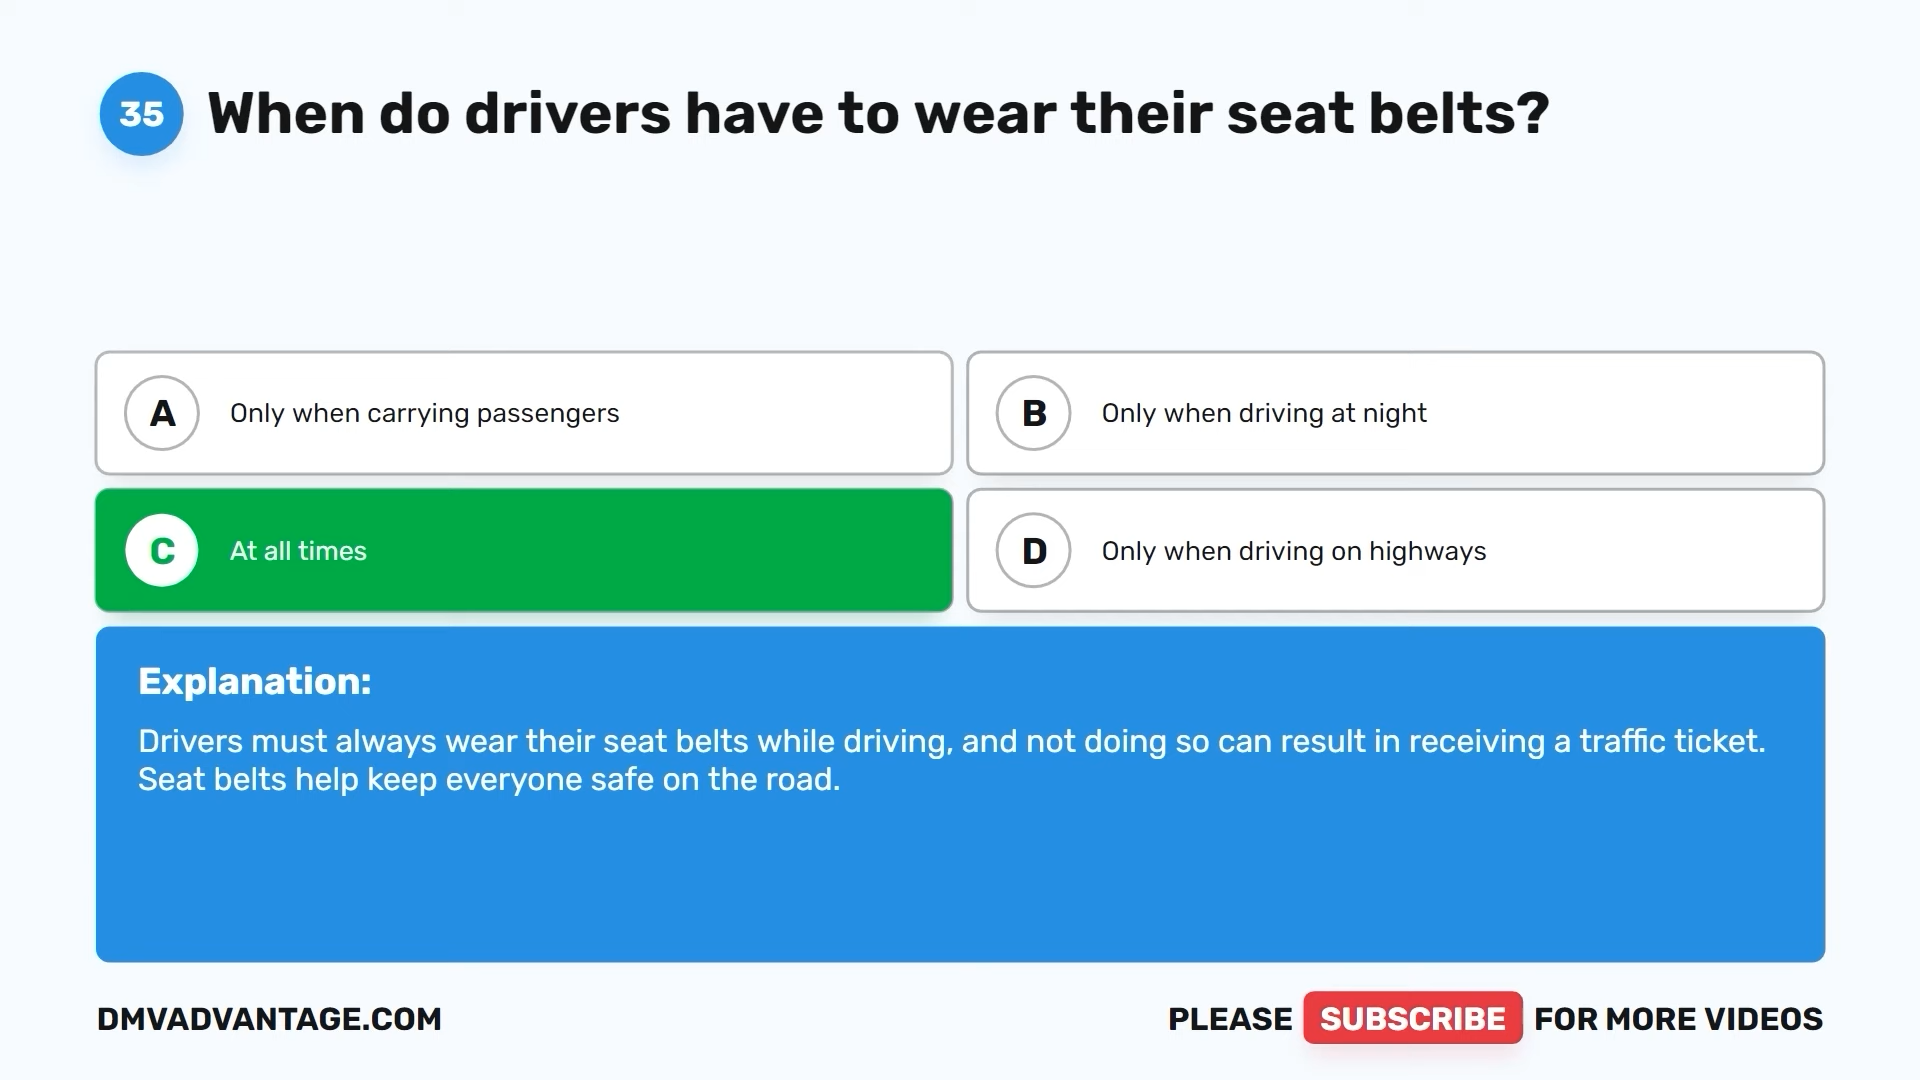 35 When do drivers have to wear their seat belts?
A Only when carrying passengers
B Only when driving at night
C At all times
D Only when driving on highways
Explanation:
Drivers must always wear their seat belts while driving, and not doing so can result in receiving a traffic ticket.
Seat belts help keep everyone safe on the road.
DMVADVANTAGE.COM
PLEASE SUBSCRIBE FOR MORE VIDEOS